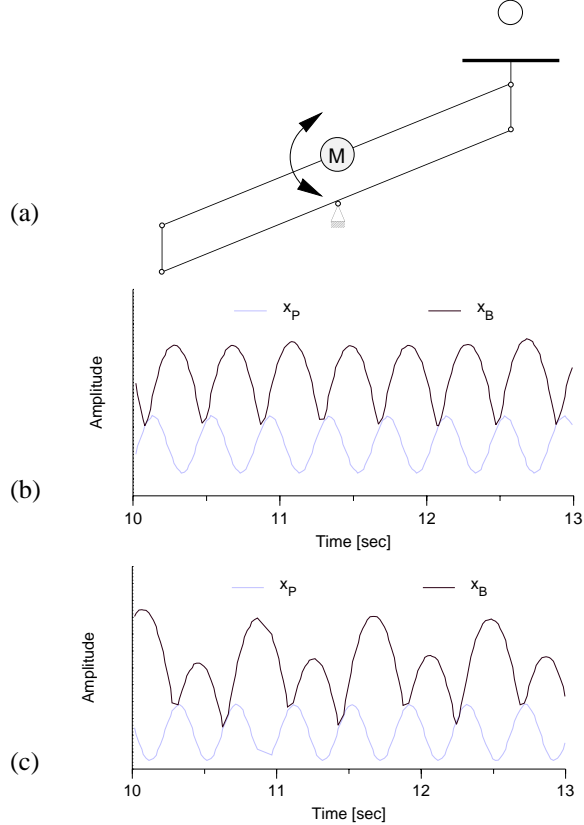 M
(a)
x_P x_B
Amplitude
(b)
10 11 12 13
Time [sec]
x_P x_B
Amplitude
(c)
10 11 12 13
Time [sec]